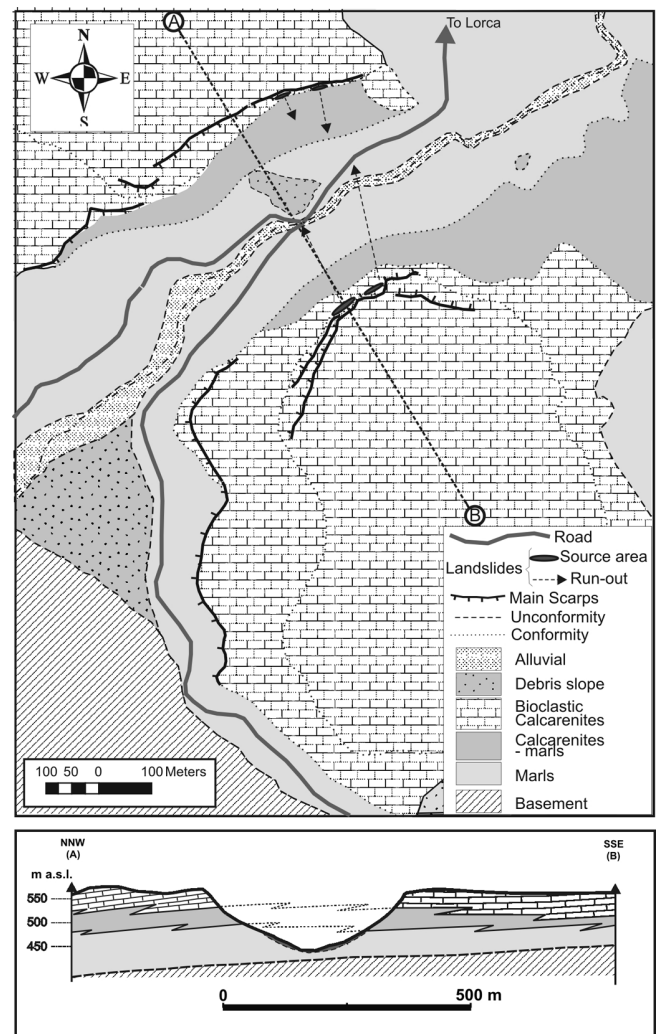 To Lorca
A
N
W E
S
B
Road
Landslides
Source area
Run-out
Main Scarps
Unconformity
Conformity
Alluvial
Debris slope
Bioclastic
Calcarenites
Calcarenites
- marls
Marls
Basement
100 50 0 100 Meters
NNW
(A)
SSE
(B)
m a.s.l.
550
500
450
0 500 m